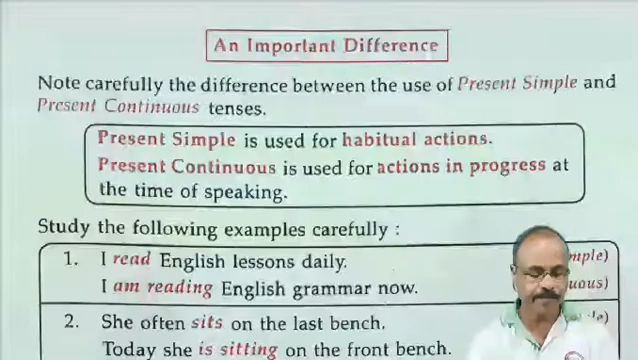 An Important Difference
Note carefully the difference between the use of Present Simple and
Present Continuous tenses.
Present Simple is used for habitual actions.
Present Continuous is used for actions in progress at
the time of speaking.
Study the following examples carefully :
1. I read English lessons daily.
I am reading English grammar now.
2. She often sits on the last bench.
Today she is sitting on the front bench.